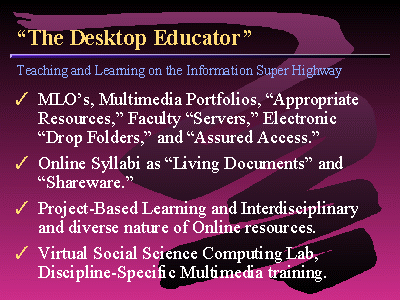 “The Desktop Educator”
Teaching and Learning on the Information Super Highway
✓ MLO’s, Multimedia Portfolios, “Appropriate
Resources,” Faculty “Servers,” Electronic
“Drop Folders,” and “Assured Access.”
✓ Online Syllabi as “Living Documents” and
“Shareware.”
✓ Project-Based Learning and Interdisciplinary
and diverse nature of Online resources.
✓ Virtual Social Science Computing Lab,
Discipline-Specific Multimedia training.